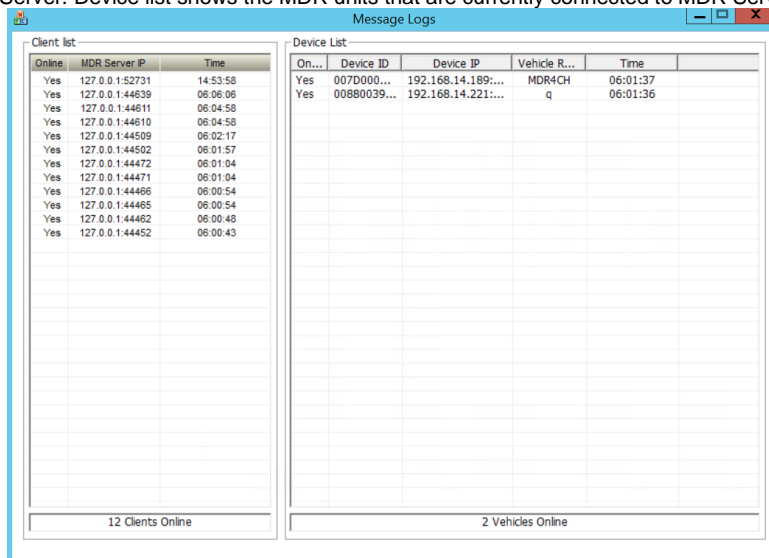 Server. Device list shows the MDR units that are currently connected to MDR Ser
Message Logs
Client list
Online MDR Server IP Time
Yes 127.0.0.1:52731 14:53:58
Yes 127.0.0.1:44639 06:06:06
Yes 127.0.0.1:44611 06:04:58
Yes 127.0.0.1:44610 06:04:58
Yes 127.0.0.1:44509 06:02:17
Yes 127.0.0.1:44502 06:01:57
Yes 127.0.0.1:44472 06:01:04
Yes 127.0.0.1:44471 06:01:04
Yes 127.0.0.1:44466 06:00:54
Yes 127.0.0.1:44465 06:00:54
Yes 127.0.0.1:44462 06:00:48
Yes 127.0.0.1:44452 06:00:43
12 Clients Online
Device List
On... Device ID Device IP Vehicle R... Time
Yes 007D000... 192.168.14.189:... MDR4CH 06:01:37
Yes 00880039... 192.168.14.221:... q 06:01:36
2 Vehicles Online